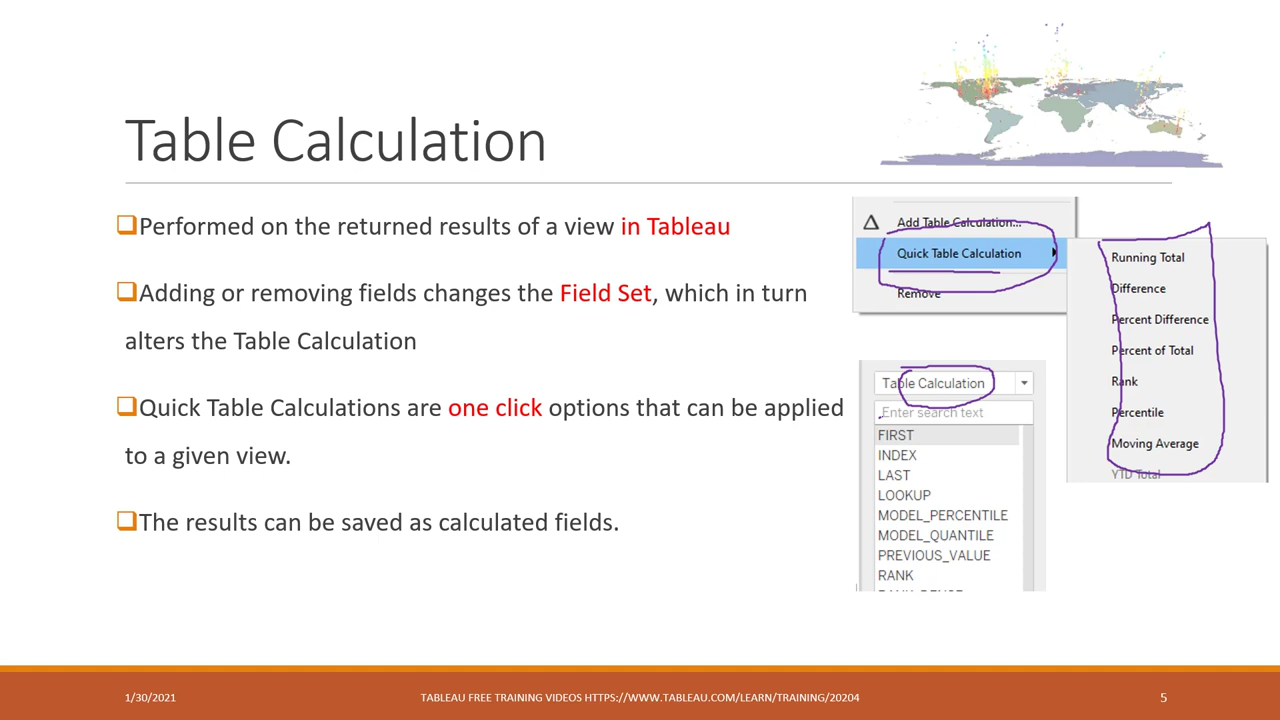 Table Calculation
Performed on the returned results of a view in Tableau
Adding or removing fields changes the Field Set, which in turn
alters the Table Calculation
Quick Table Calculations are one click options that can be applied
to a given view.
The results can be saved as calculated fields.
Add Table Calculation...
Quick Table Calculation
Remove
Running Total
Difference
Percent Difference
Percent of Total
Rank
Percentile
Moving Average
YTD Total
Table Calculation
Enter search text
FIRST
INDEX
LAST
LOOKUP
MODEL_PERCENTILE
MODEL_QUANTILE
PREVIOUS_VALUE
RANK
1/30/2021
TABLEAU FREE TRAINING VIDEOS HTTPS://WWW.TABLEAU.COM/LEARN/TRAINING/20204
5